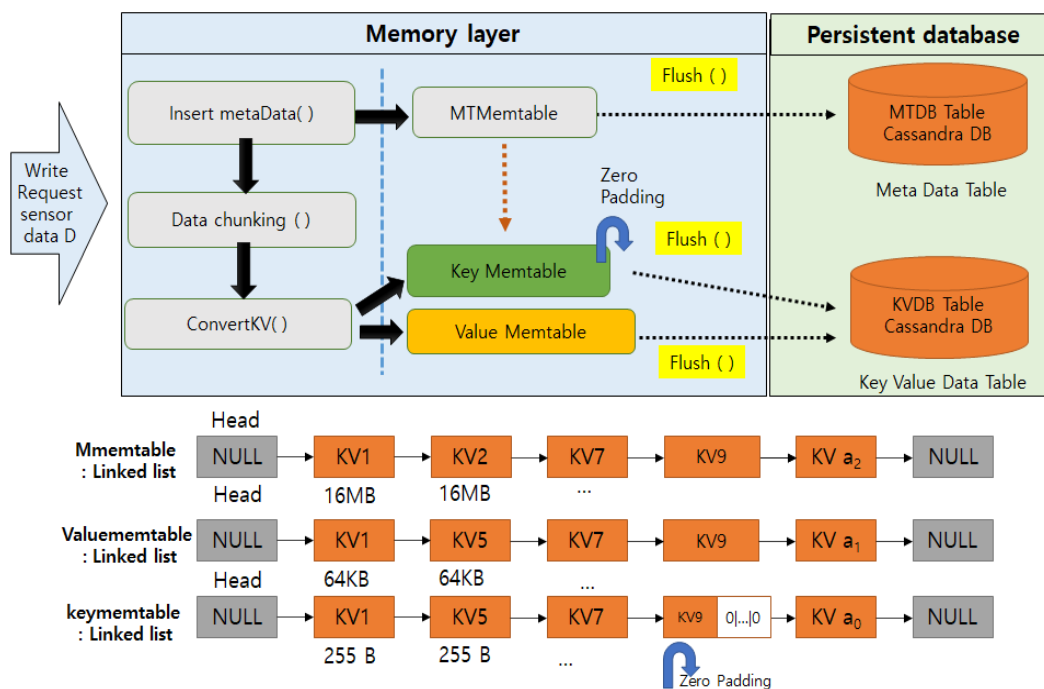 Memory layer
Persistent database
Flush ( )
Insert metaData( )
MTMemtable
MTDB Table
Cassandra DB
Meta Data Table
Write
Request
sensor
data D
Zero
Padding
Data chunking ( )
Flush ( )
Key Memtable
ConvertKV( )
Value Memtable
KVDB Table
Cassandra DB
Flush ( )
Key Value Data Table
Head
Mmemtable
: Linked list
NULL
KV1
KV2
KV7
KV9
KV a2
NULL
16MB
16MB
...
Head
Valuememtable
: Linked list
NULL
KV1
KV5
KV7
KV9
KV a1
NULL
64KB
64KB
...
Head
keymemtable
: Linked list
NULL
KV1
KV5
KV7
KV9
0|...|0
KV a0
NULL
255 B
255 B
...
Zero Padding